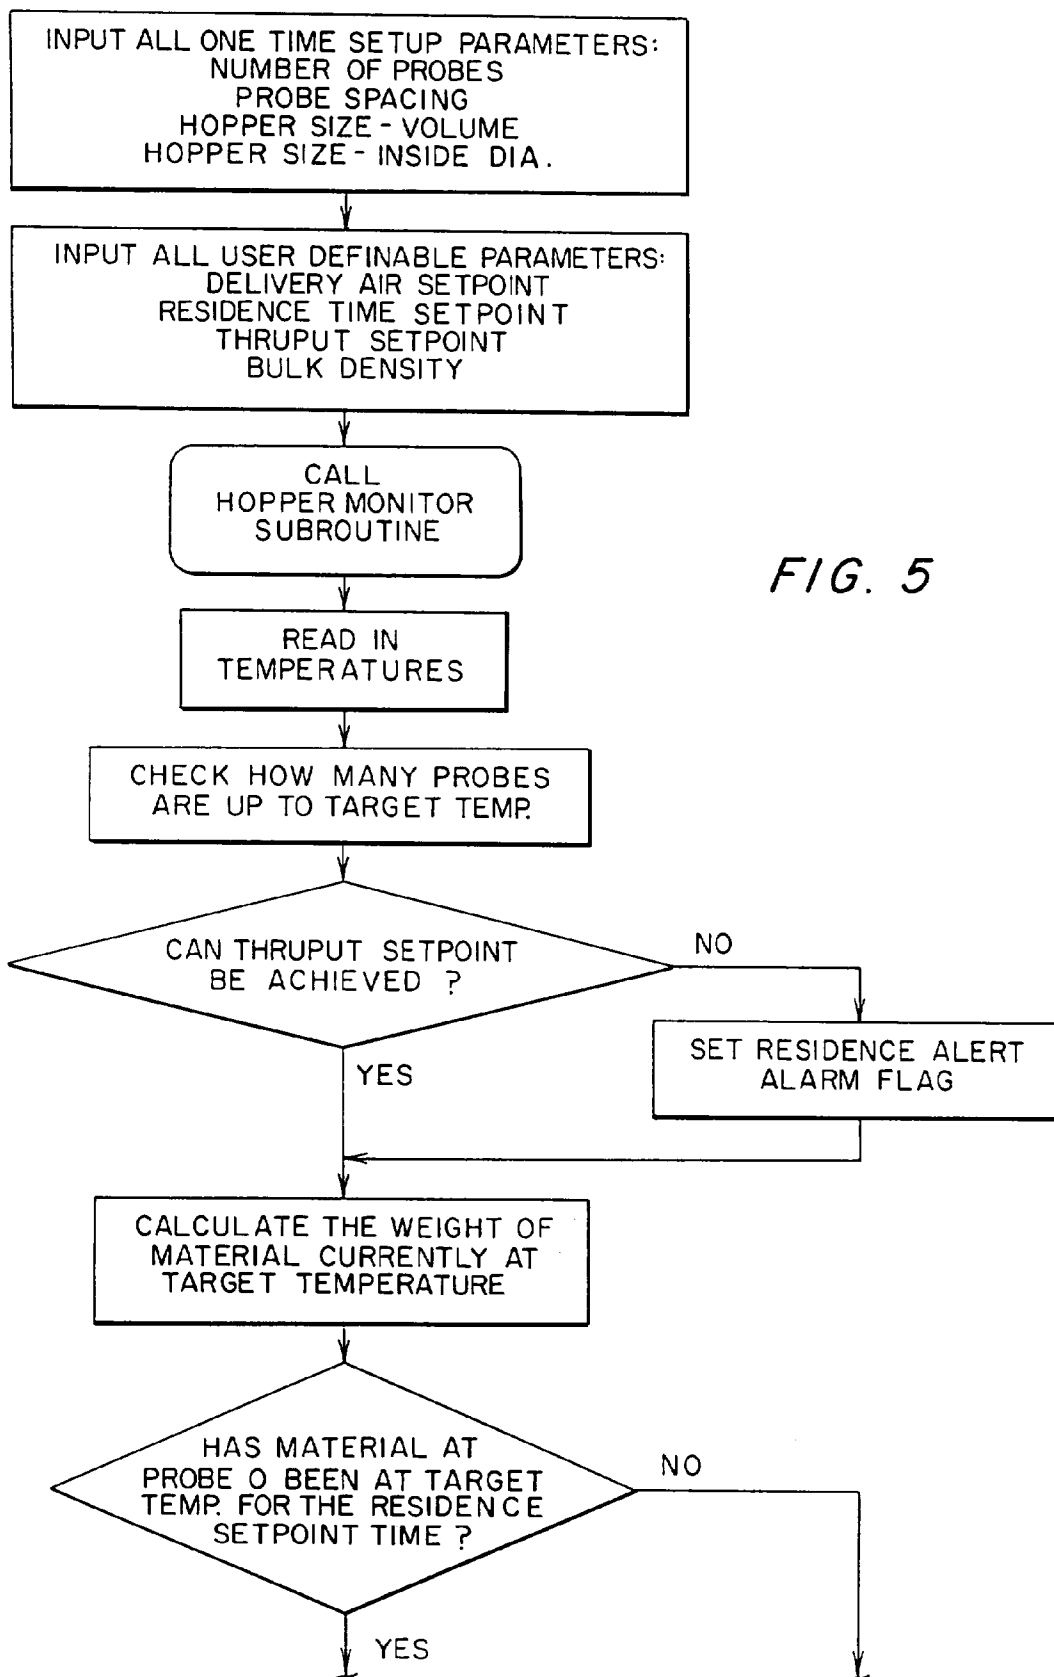 INPUT ALL ONE TIME SETUP PARAMETERS:
NUMBER OF PROBES
PROBE SPACING
HOPPER SIZE - VOLUME
HOPPER SIZE - INSIDE DIA.
INPUT ALL USER DEFINABLE PARAMETERS:
DELIVERY AIR SETPOINT
RESIDENCE TIME SETPOINT
THRUPUT SETPOINT
BULK DENSITY
CALL
HOPPER MONITOR
SUBROUTINE
FIG. 5
READ IN
TEMPERATURES
CHECK HOW MANY PROBES
ARE UP TO TARGET TEMP.
CAN THRUPUT SETPOINT
BE ACHIEVED ?
NO
SET RESIDENCE ALERT
ALARM FLAG
YES
CALCULATE THE WEIGHT OF
MATERIAL CURRENTLY AT
TARGET TEMPERATURE
HAS MATERIAL AT
PROBE O BEEN AT TARGET
TEMP. FOR THE RESIDENCE
SETPOINT TIME ?
NO
YES